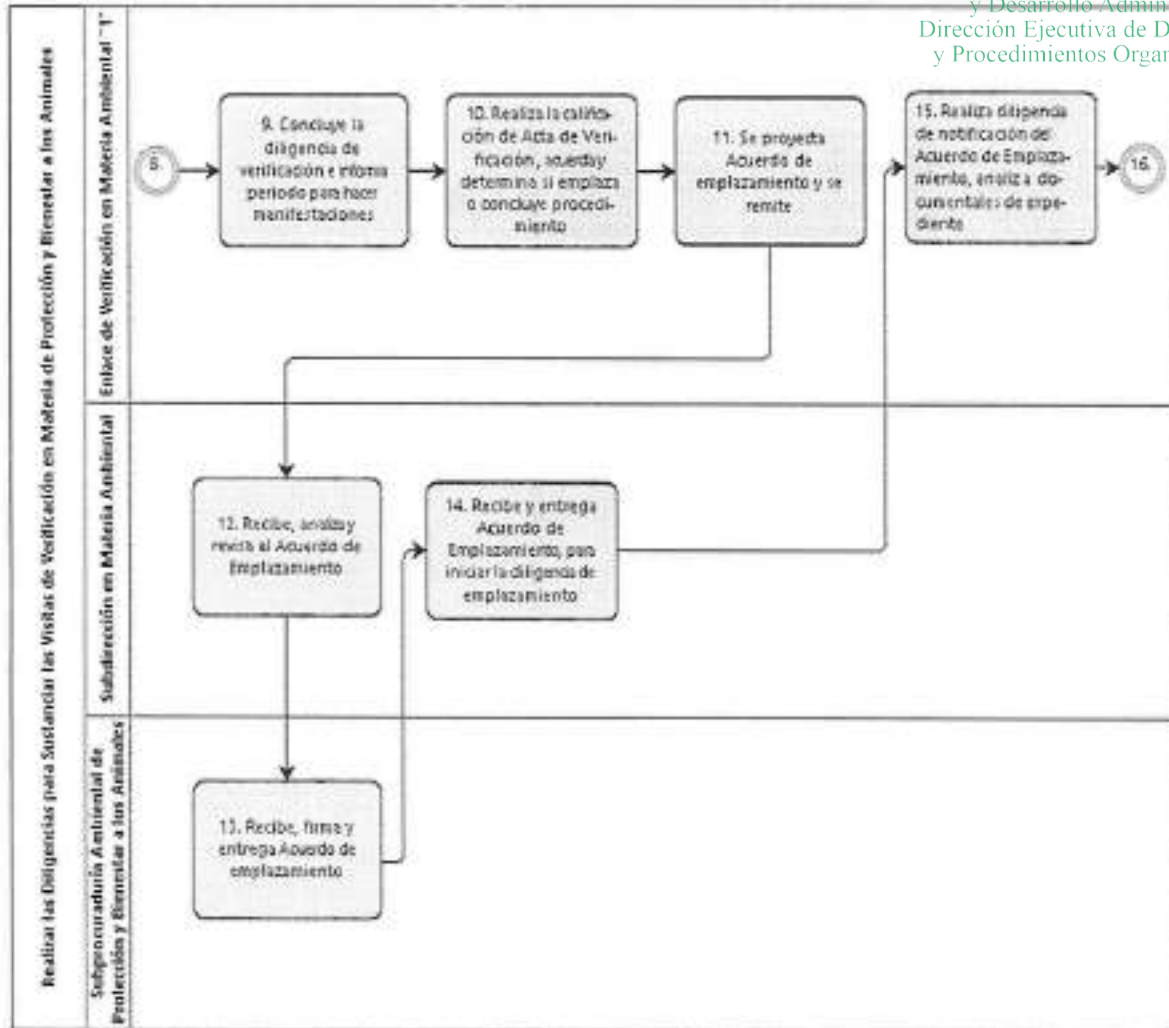 y Desarrollo Admin
Dirección Ejecutiva de D
y Procedimientos Organ
Realizar las Diligencias para Sustanciar las Visitas de Verificación en Materia de Protección y Bienestar a los Animales
Enlace de Verificación en Materia Ambiental "1"
9. Concluye la
diligencia de
verificación e informa
periodo para hacer
manifestaciones
10. Realiza la califica-
ción de Acta de Veri-
ficación, acuerda y
determina si emplaza
o concluye procedi-
miento
11. Se proyecta
Acuerdo de
emplazamiento y se
remite
15. Realiza diligencia
de notificación del
Acuerdo de Emplaza-
miento, analiza do-
cumentales de expe-
diente
16.
Subdirección en Materia Ambiental
12. Recibe, analiza y
revisa el Acuerdo de
Emplazamiento
14. Recibe y entrega
Acuerdo de
Emplazamiento, para
iniciar la diligencia de
emplazamiento
Subprocuraduría Ambiental de
Protección y Bienestar a los Animales
13. Recibe, firma y
entrega Acuerdo de
emplazamiento